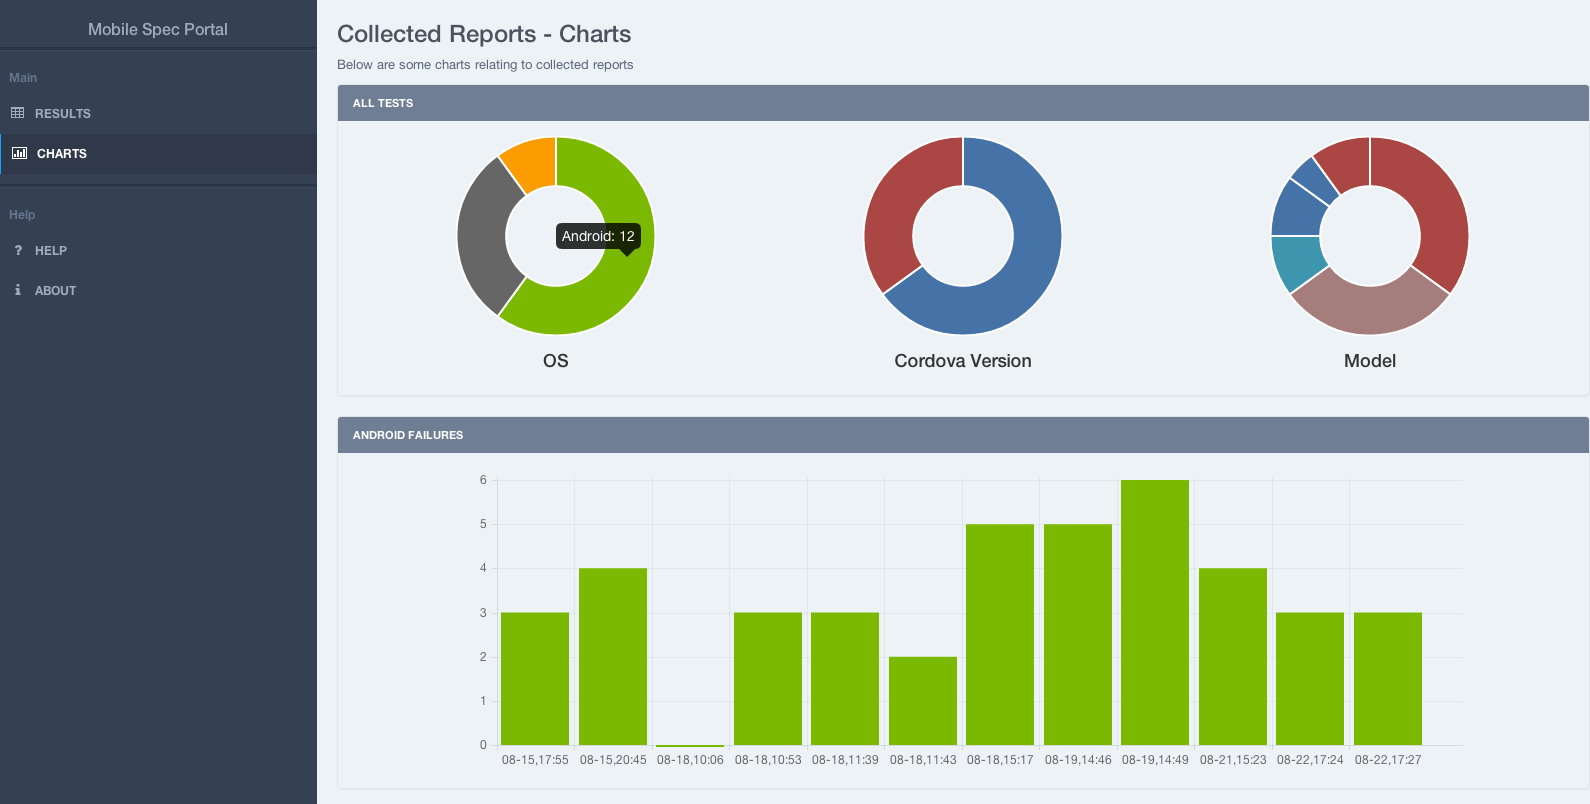 Mobile Spec Portal
Main
RESULTS
CHARTS
Help
? HELP
i ABOUT
Collected Reports - Charts
Below are some charts relating to collected reports
ALL TESTS
Android: 12
OS
Cordova Version
Model
ANDROID FAILURES
6
5
4
3
2
1
0
08-15,17:55 08-15,20:45 08-18,10:06 08-18,10:53 08-18,11:39 08-18,11:43 08-18,15:17 08-19,14:46 08-19,14:49 08-21,15:23 08-22,17:24 08-22,17:27